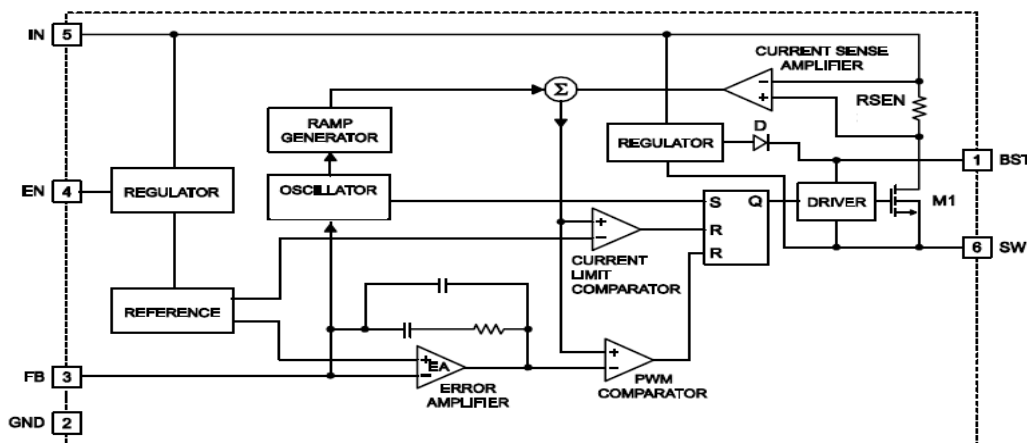 IN 5
CURRENT SENSE
AMPLIFIER
Σ
−
+
RSEN
RAMP
GENERATOR
REGULATOR
D
1 BST
EN 4
REGULATOR
OSCILLATOR
S Q
R
R
DRIVER
M1
6 SW
+
−
CURRENT
LIMIT
COMPARATOR
REFERENCE
+
−
EA
ERROR
AMPLIFIER
+
−
PWM
COMPARATOR
FB 3
GND 2